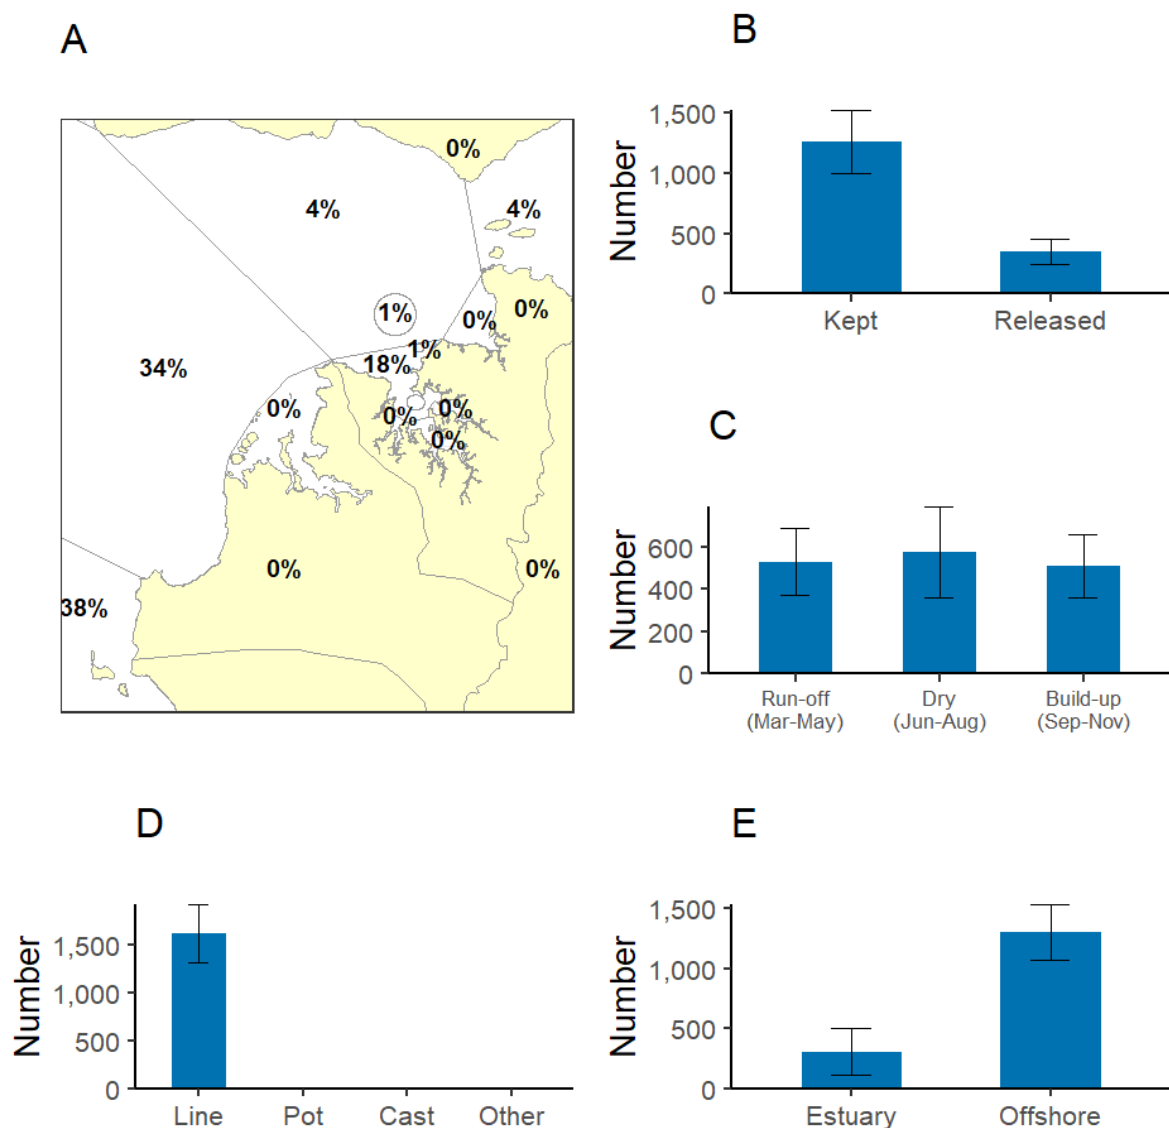 A
0%
4%
4%
1%
0%
0%
1%
18%
34%
0%
0%
0%
0%
0%
0%
38%
B
Number
1,500
1,000
500
0
Kept
Released
C
Number
600
400
200
0
Run-off
(Mar-May)
Dry
(Jun-Aug)
Build-up
(Sep-Nov)
D
Number
1,500
1,000
500
0
Line
Pot
Cast
Other
E
Number
1,500
1,000
500
0
Estuary
Offshore